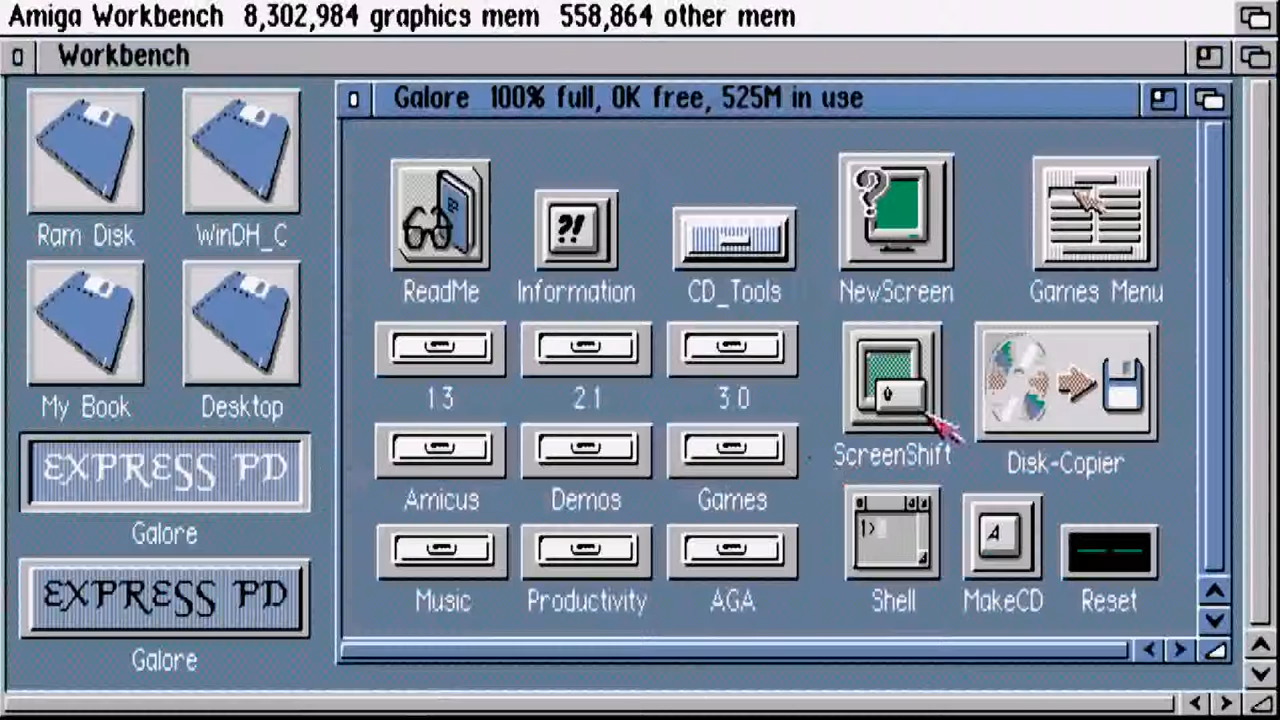 Amiga Workbench 8,302,984 graphics mem 558,864 other mem
Workbench
Galore 100% full, 0K free, 525M in use
Ram Disk WinDH_C
My Book Desktop
EXPRESS PD
Galore
EXPRESS PD
Galore
?!
ReadMe Information CD_Tools NewScreen Games Menu
1.3 2.1 3.0 ScreenShift Disk-Copier
Amicus Demos Games
1>
A
Music Productivity AGA Shell MakeCD Reset